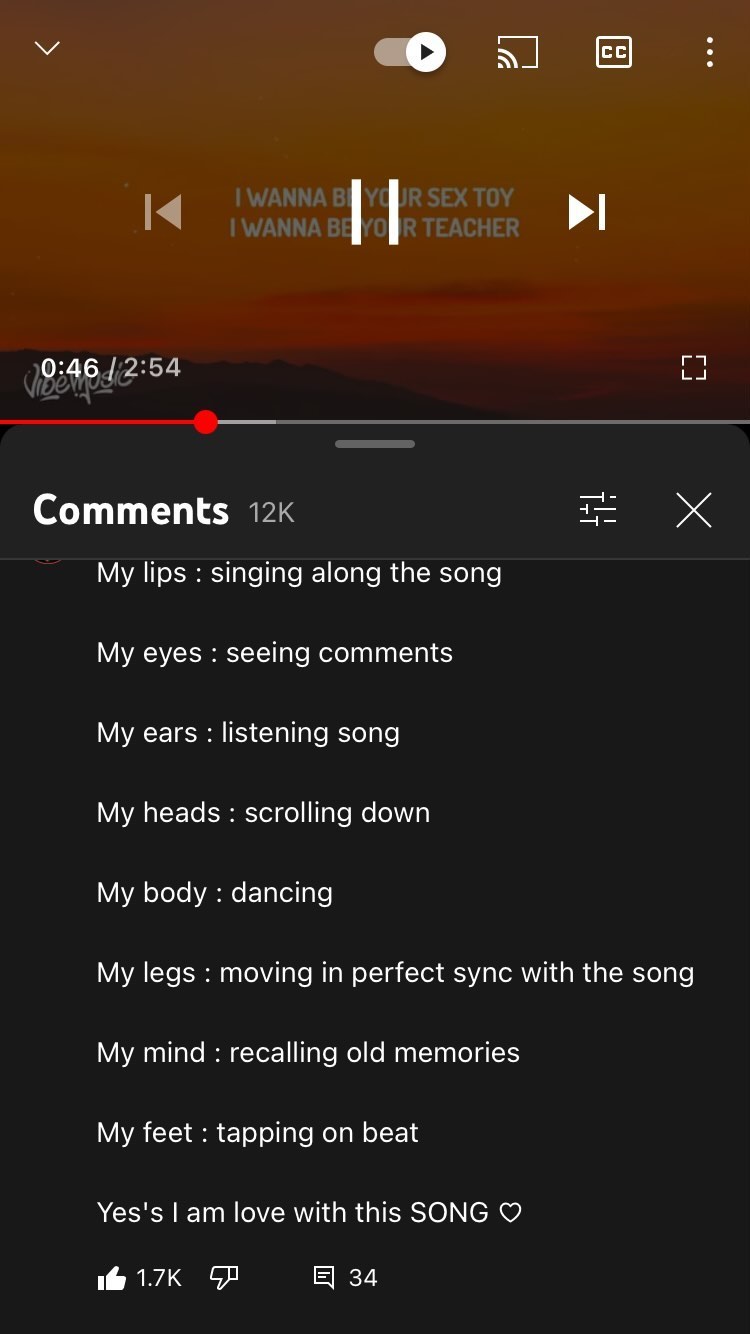 CC
I WANNA BE YOUR SEX TOY
I WANNA BE YOUR TEACHER
0:46 / 2:54
Vibemusic
Comments 12K
My lips : singing along the song
My eyes : seeing comments
My ears : listening song
My heads : scrolling down
My body : dancing
My legs : moving in perfect sync with the song
My mind : recalling old memories
My feet : tapping on beat
Yes's I am love with this SONG ♡
1.7K 34